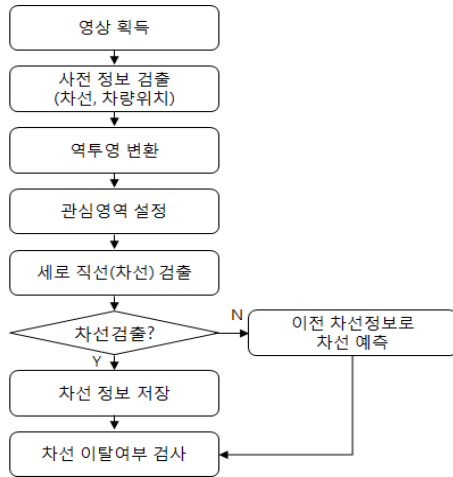 영상 획득
사전 정보 검출
(차선, 차량위치)
역투영 변환
관심영역 설정
세로 직선(차선) 검출
차선검출?
N
이전 차선정보로
차선 예측
Y
차선 정보 저장
차선 이탈여부 검사